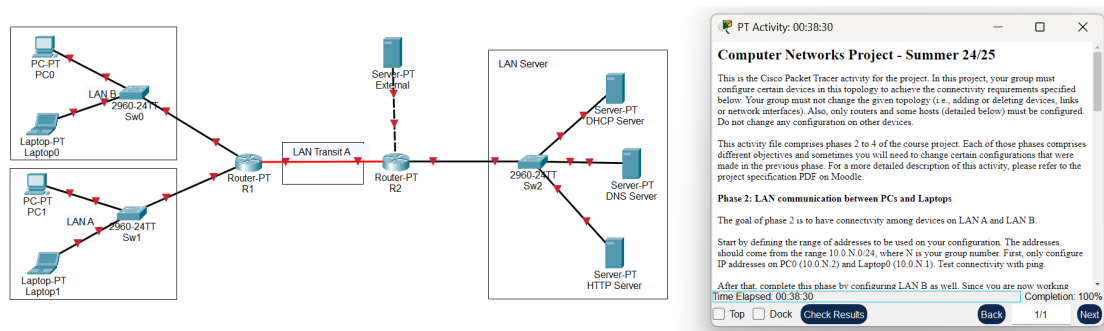 PC-PT
PC0
LAN B
2960-24TT
Sw0
Laptop-PT
Laptop0
PC-PT
PC1
LAN A
2960-24TT
Sw1
Laptop-PT
Laptop1
Router-PT
R1
LAN Transit A
Server-PT
External
Router-PT
R2
LAN Server
2960-24TT
Sw2
Server-PT
DHCP Server
Server-PT
DNS Server
Server-PT
HTTP Server
PT Activity: 00:38:30
Computer Networks Project - Summer 24/25
This is the Cisco Packet Tracer activity for the project. In this project, your group must
configure certain devices in this topology to achieve the connectivity requirements specified
below. Your group must not change the given topology (i.e., adding or deleting devices, links
or network interfaces). Also, only routers and some hosts (detailed below) must be configured.
Do not change any configuration on other devices.
This activity file comprises phases 2 to 4 of the course project. Each of those phases comprises
different objectives and sometimes you will need to change certain configurations that were
made in the previous phase. For a more detailed description of this activity, please refer to the
project specification PDF on Moodle.
Phase 2: LAN communication between PCs and Laptops
The goal of phase 2 is to have connectivity among devices on LAN A and LAN B.
Start by defining the range of addresses to be used on your configuration. The addresses
should come from the range 10.0.N.0/24, where N is your group number. First, only configure
IP addresses on PC0 (10.0.N.2) and Laptop0 (10.0.N.1). Test connectivity with ping.
After that, complete this phase by configuring LAN B as well. Since you are now working
Time Elapsed: 00:38:30 Completion: 100%
Top Dock Check Results Back 1/1 Next